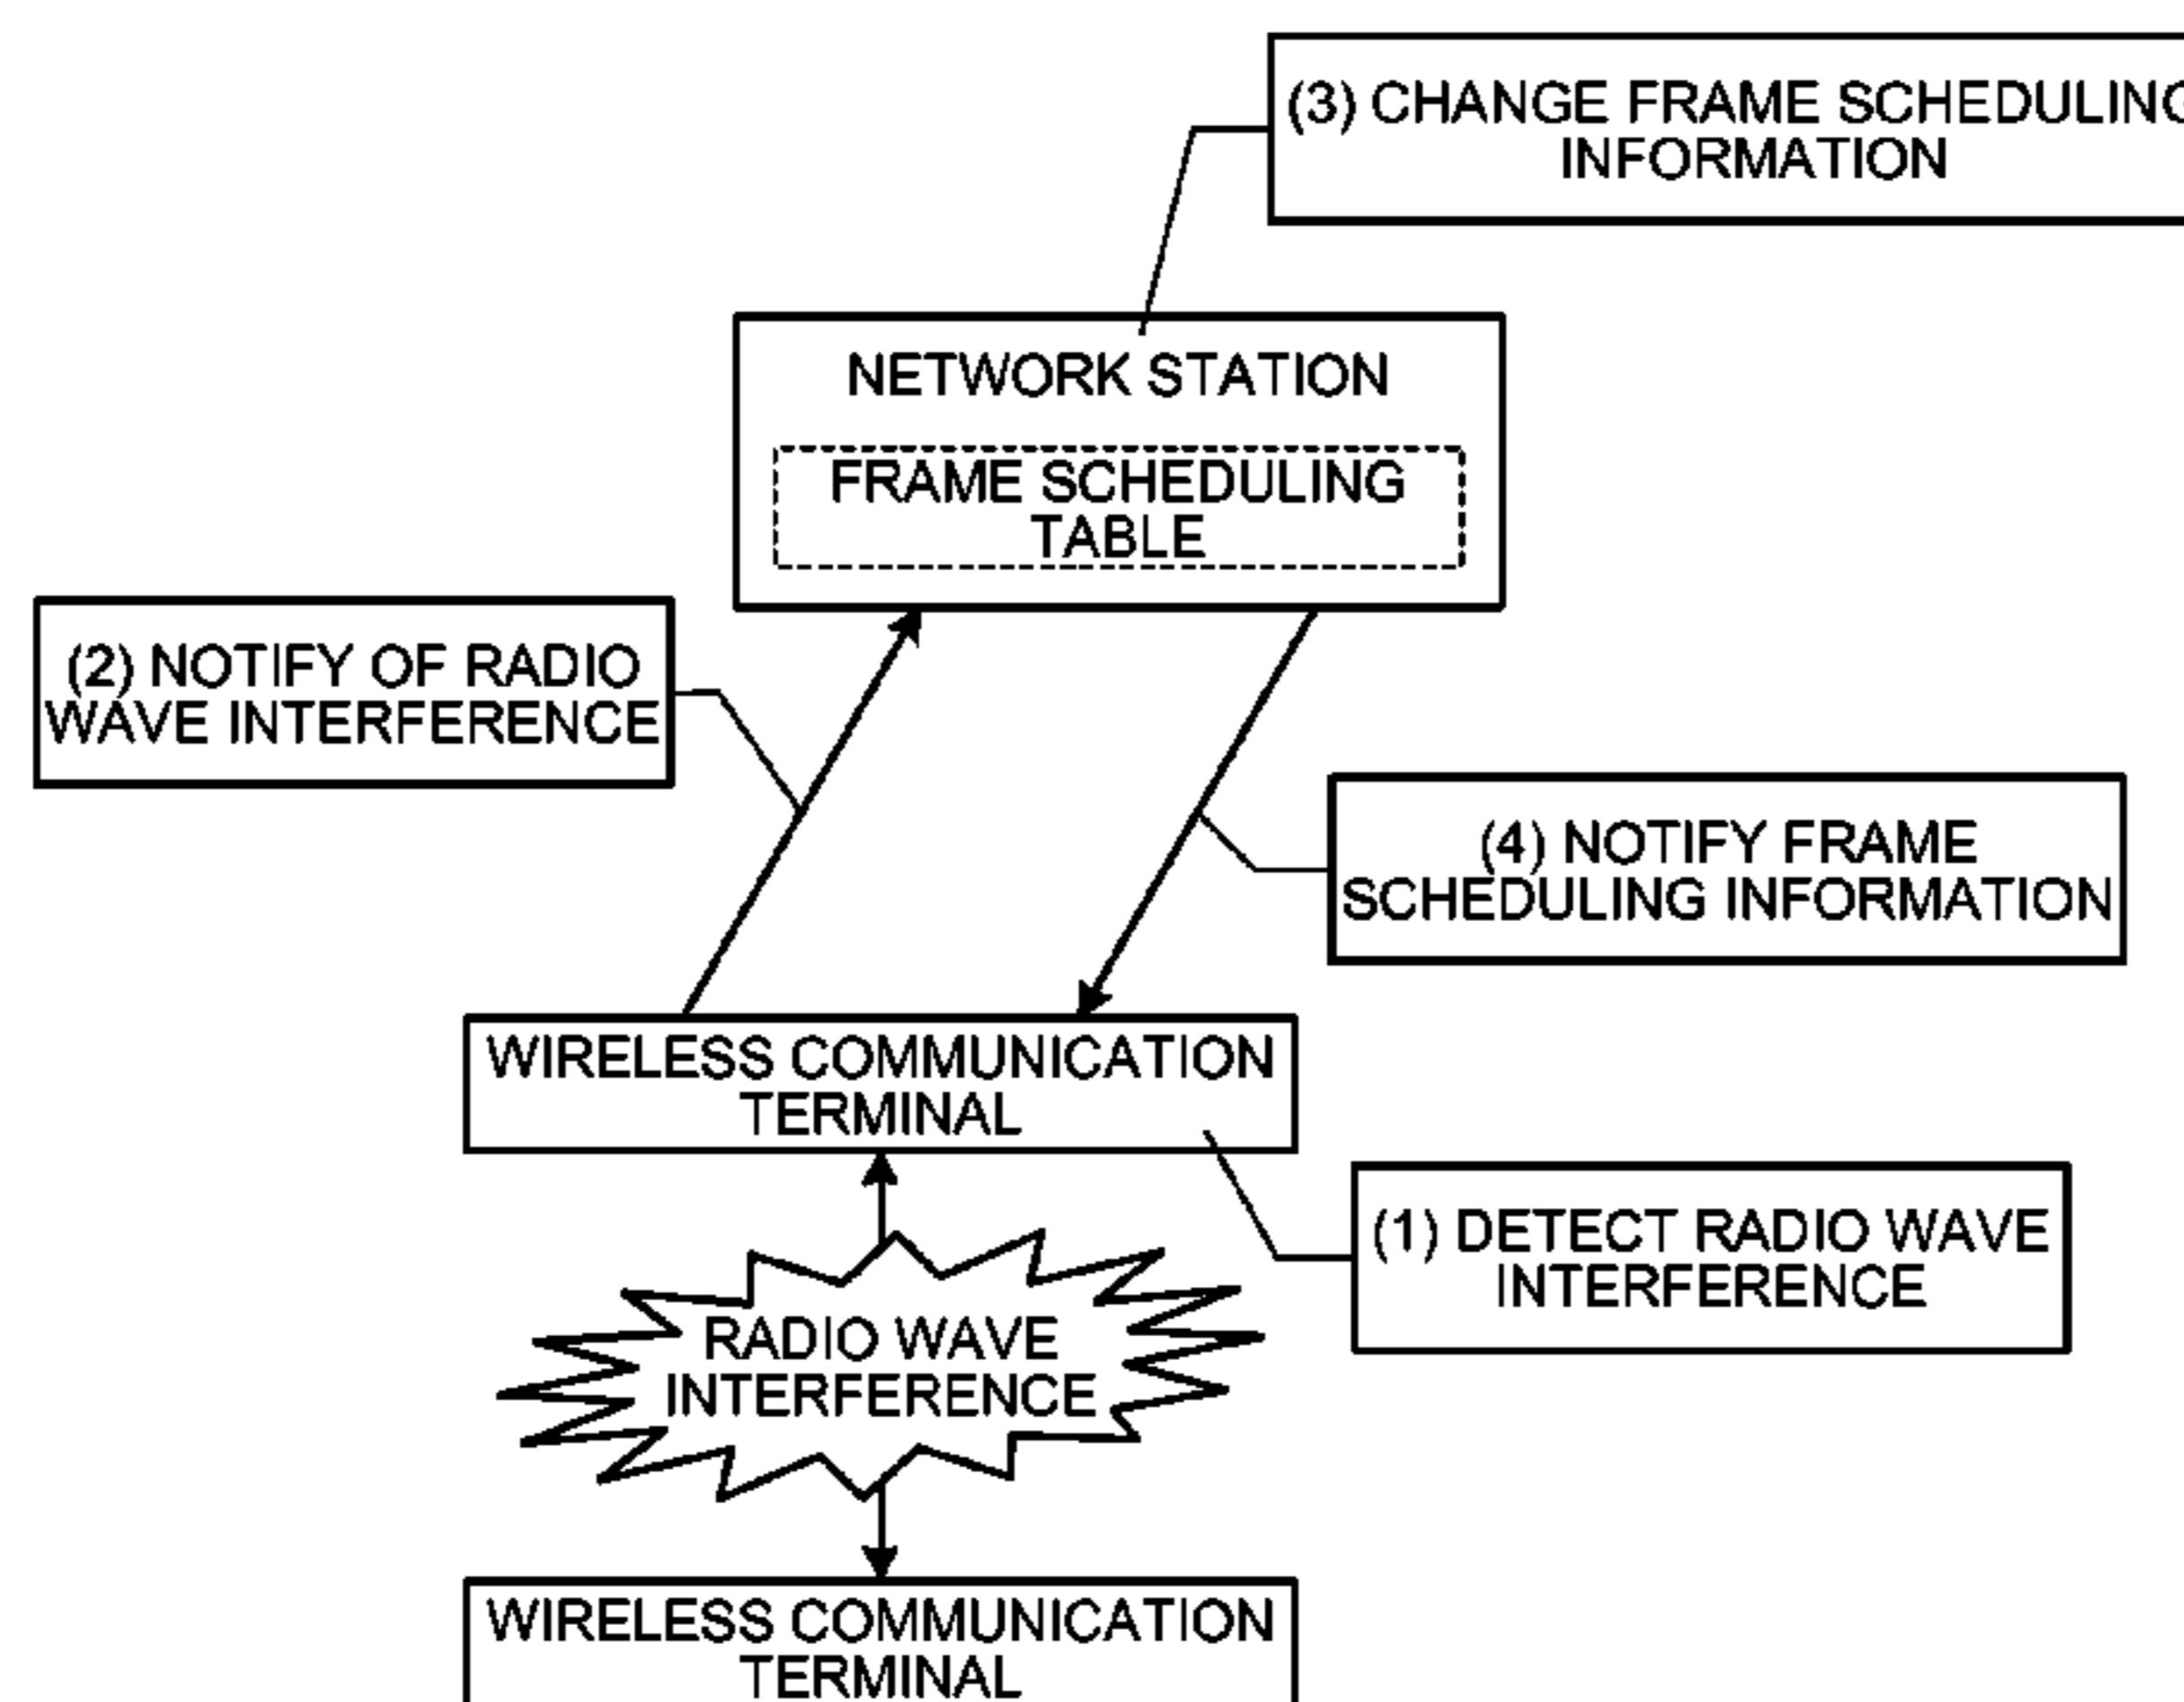 (3) CHANGE FRAME SCHEDULING
INFORMATION
NETWORK STATION
FRAME SCHEDULING
TABLE
(2) NOTIFY OF RADIO
WAVE INTERFERENCE
(4) NOTIFY FRAME
SCHEDULING INFORMATION
WIRELESS COMMUNICATION
TERMINAL
(1) DETECT RADIO WAVE
INTERFERENCE
RADIO WAVE
INTERFERENCE
WIRELESS COMMUNICATION
TERMINAL